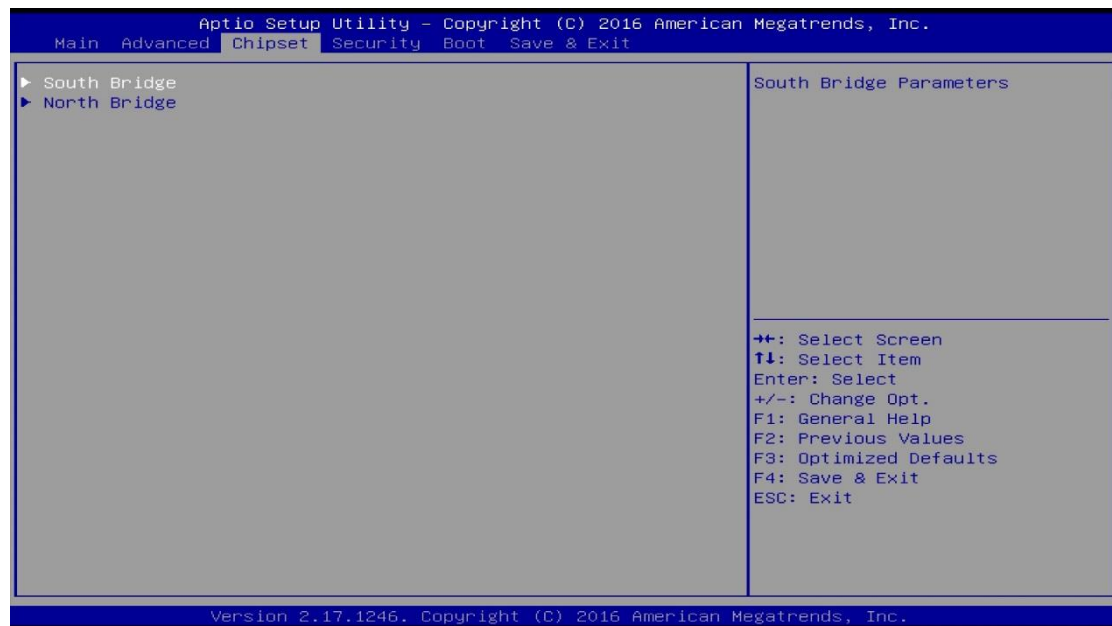 Aptio Setup Utility – Copyright (C) 2016 American Megatrends, Inc.
Main Advanced Chipset Security Boot Save & Exit
► South Bridge
► North Bridge
South Bridge Parameters
→←: Select Screen
↑↓: Select Item
Enter: Select
+/-: Change Opt.
F1: General Help
F2: Previous Values
F3: Optimized Defaults
F4: Save & Exit
ESC: Exit
Version 2.17.1246. Copyright (C) 2016 American Megatrends, Inc.